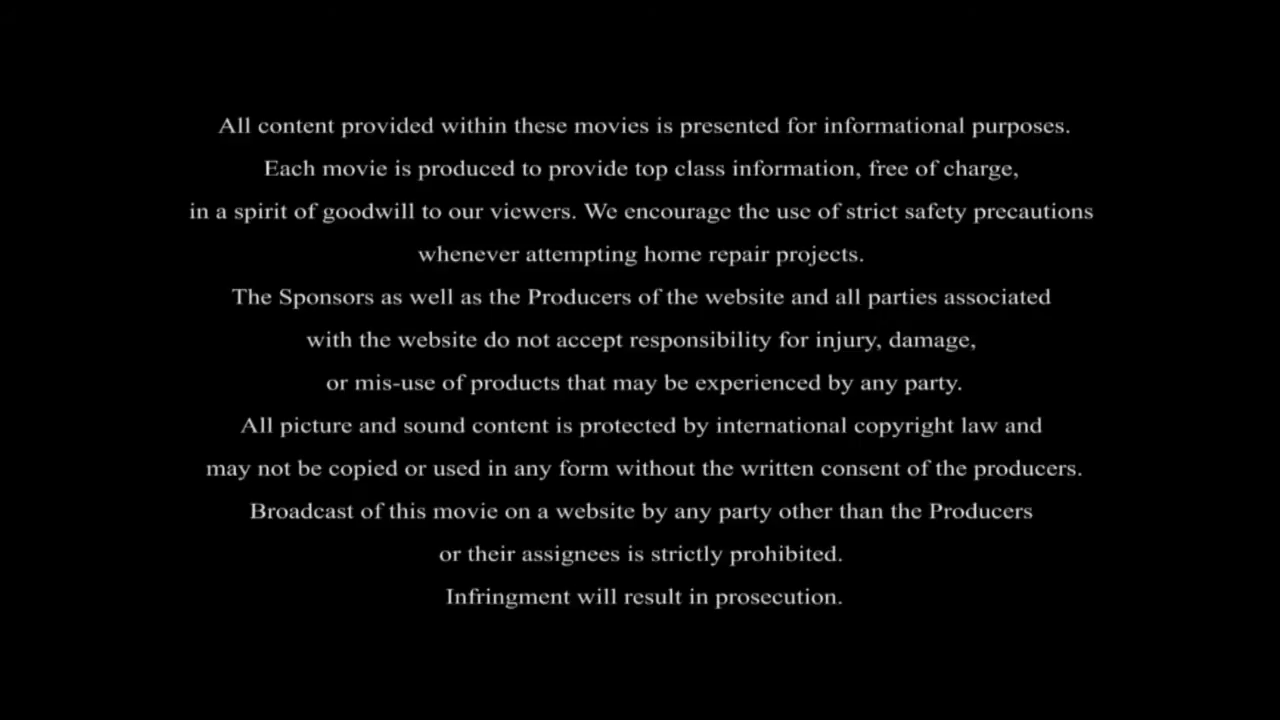 All content provided within these movies is presented for informational purposes.
Each movie is produced to provide top class information, free of charge,
in a spirit of goodwill to our viewers. We encourage the use of strict safety precautions
whenever attempting home repair projects.
The Sponsors as well as the Producers of the website and all parties associated
with the website do not accept responsibility for injury, damage,
or mis-use of products that may be experienced by any party.
All picture and sound content is protected by international copyright law and
may not be copied or used in any form without the written consent of the producers.
Broadcast of this movie on a website by any party other than the Producers
or their assignees is strictly prohibited.
Infringment will result in prosecution.